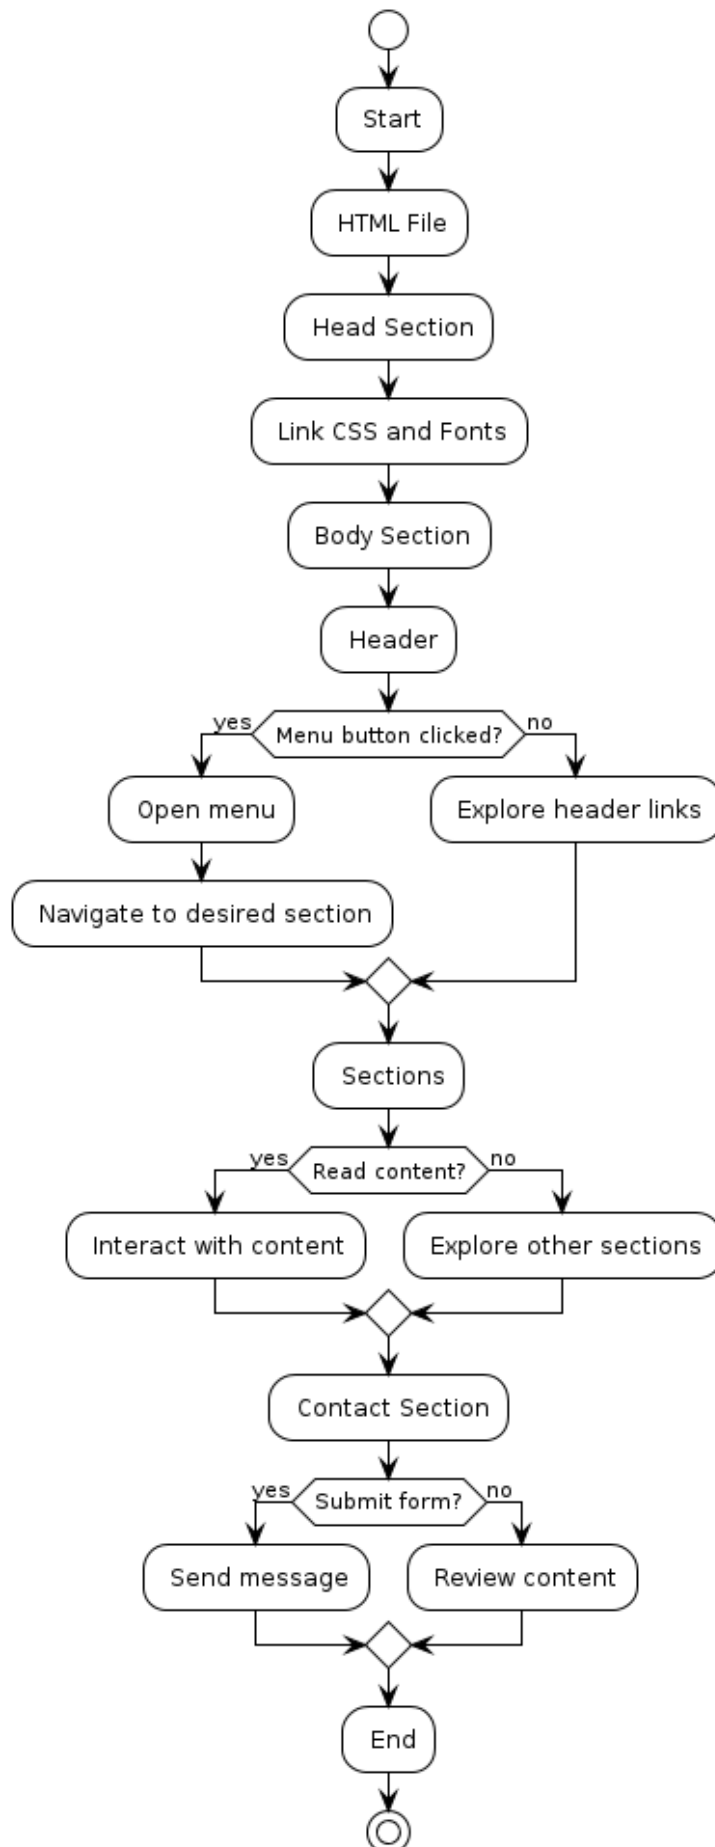 Start
HTML File
Head Section
Link CSS and Fonts
Body Section
Header
yes
Menu button clicked?
no
Open menu
Explore header links
Navigate to desired section
Sections
yes
Read content?
no
Interact with content
Explore other sections
Contact Section
yes
Submit form?
no
Send message
Review content
End